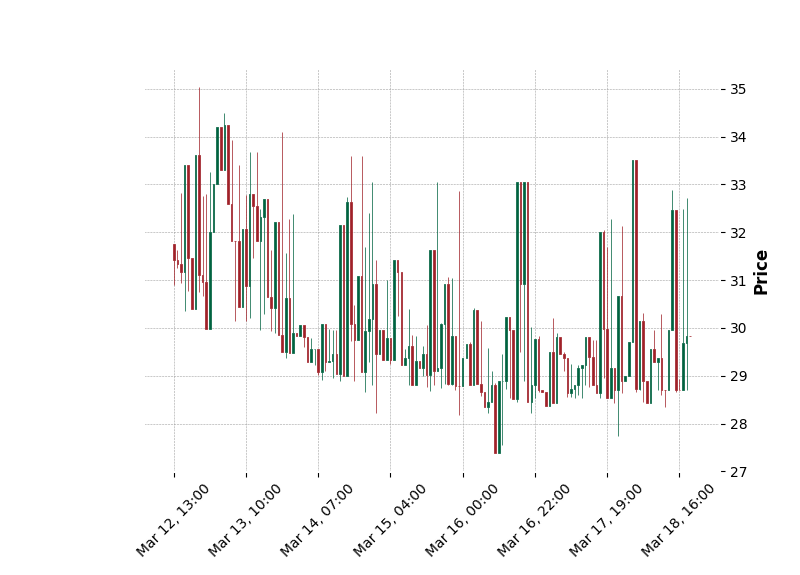 35
34
33
32
31
30
29
28
27
Price
Mar 12, 13:00
Mar 13, 10:00
Mar 14, 07:00
Mar 15, 04:00
Mar 16, 00:00
Mar 16, 22:00
Mar 17, 19:00
Mar 18, 16:00